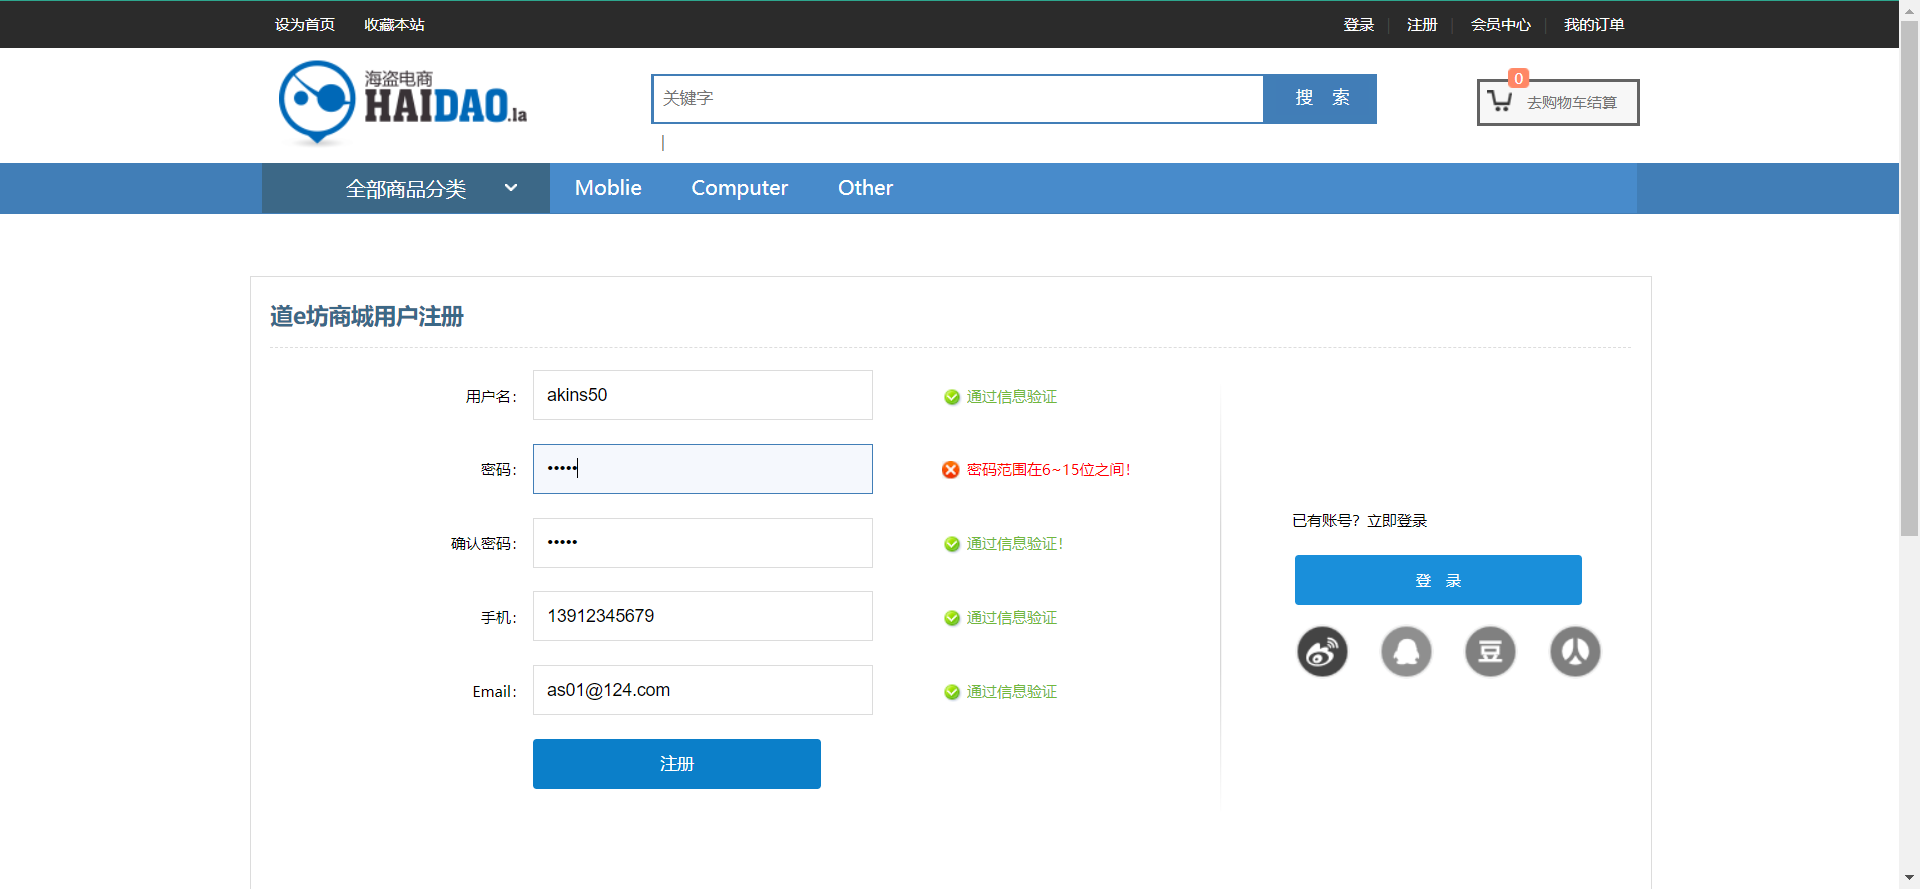 设为首页 收藏本站 登录 注册 会员中心 我的订单
海盗电商
HAIDAO.la
关键字 搜 索
0
去购物车结算
|
全部商品分类 Moblie Computer Other
道e坊商城用户注册
用户名： akins50 通过信息验证
密码： ••••• 密码范围在6~15位之间！
确认密码： ••••• 通过信息验证！
手机： 13912345679 通过信息验证
Email： as01@124.com 通过信息验证
注册
已有账号？立即登录
登 录
豆